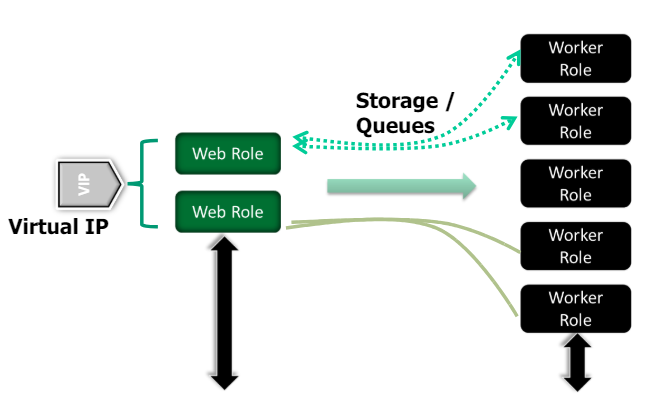 Worker
Role
Storage /
Queues
Worker
Role
Web Role
VIP
Worker
Role
Web Role
Virtual IP
Worker
Role
Worker
Role